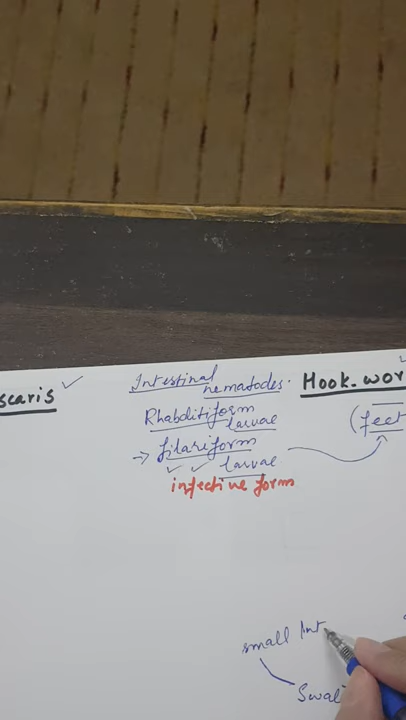 scaris ✓
Intestinal nematodes.
Hook-wor
Rhabditiform larvae
(feet
→ filariform larvae
✓ ✓
infective form
small Int
Swal